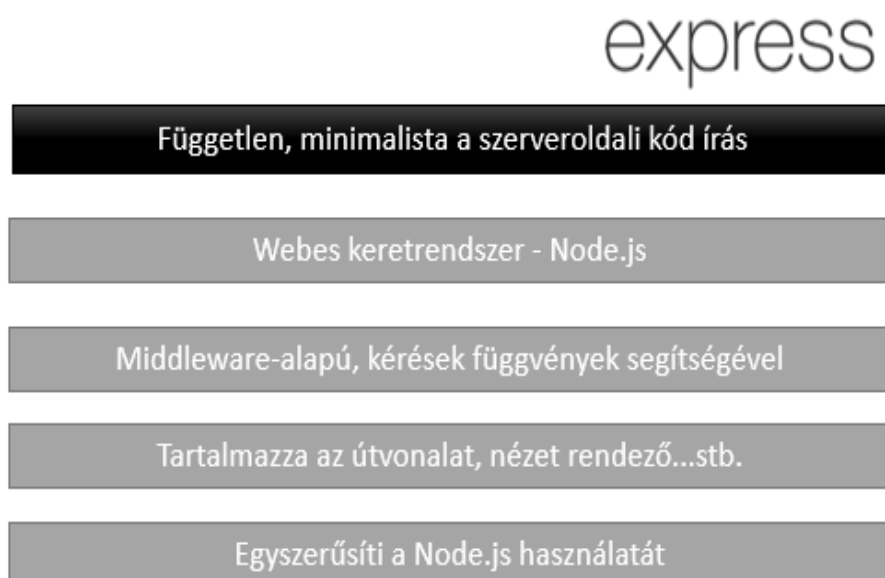 express
Független, minimalista a szerveroldali kód írás
Webes keretrendszer - Node.js
Middleware-alapú, kérések függvények segítségével
Tartalmazza az útvonalat, nézet rendező...stb.
Egyszerűsíti a Node.js használatát